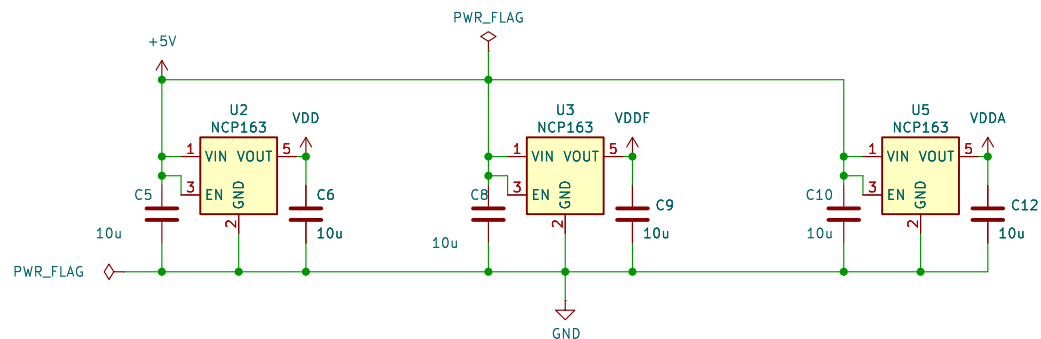 PWR_FLAG
+5V
U2
NCP163
VDD
U3
NCP163
VDDF
U5
NCP163
VDDA
1 VIN VOUT 5
1 VIN VOUT 5
1 VIN VOUT 5
C5 3 EN GND C6
C8 3 EN GND C9
C10 3 EN GND C12
2
2
2
10u 10u
10u 10u
10u 10u
PWR_FLAG
GND